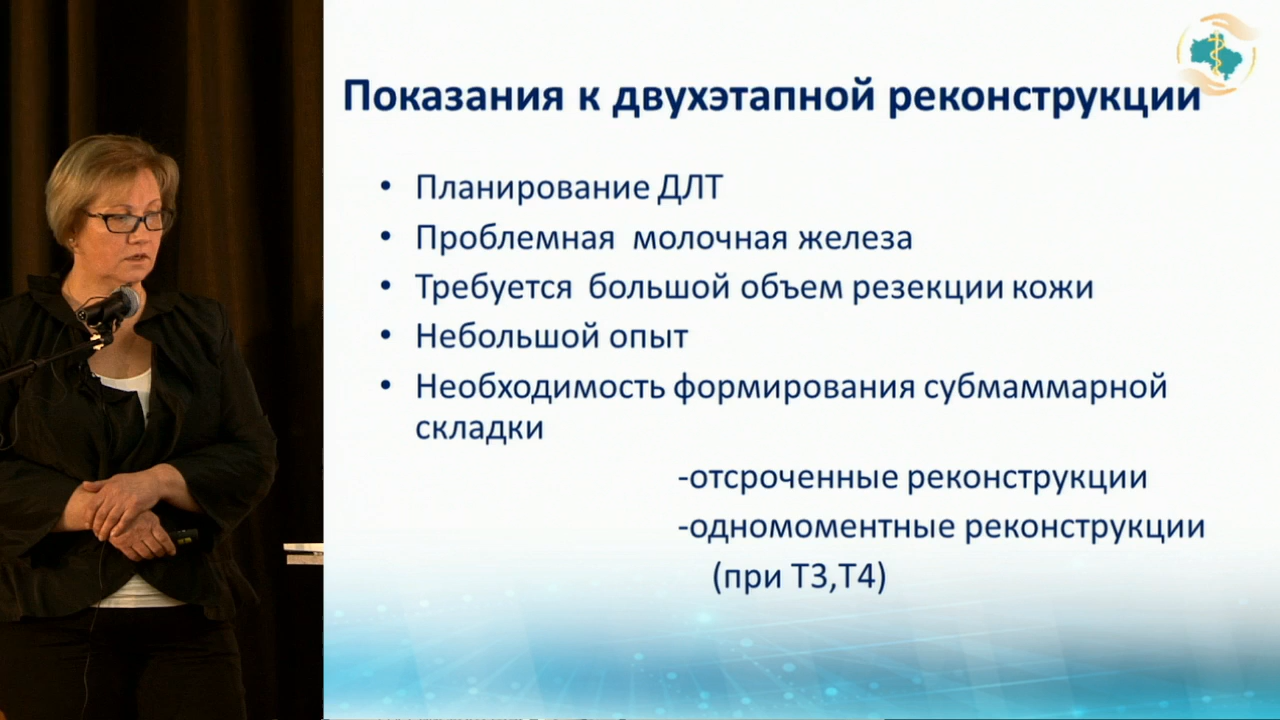 Показания к двухэтапной реконструкции
• Планирование ДЛТ
• Проблемная молочная железа
• Требуется большой объем резекции кожи
• Небольшой опыт
• Необходимость формирования субмаммарной
складки
-отсроченные реконструкции
-одномоментные реконструкции
(при Т3,Т4)